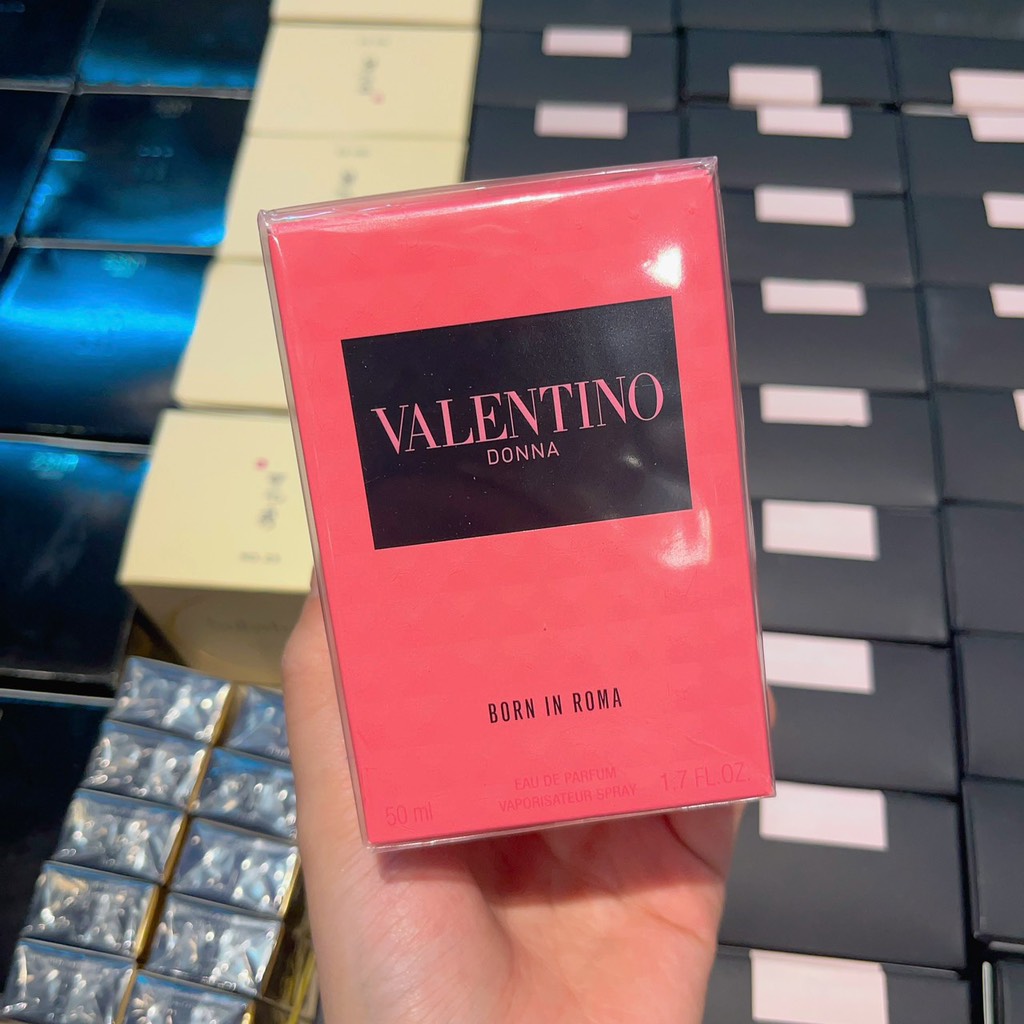 VALENTINO
DONNA
BORN IN ROMA
EAU DE PARFUM
50 ml VAPORISATEUR SPRAY 1.7 FL.OZ.